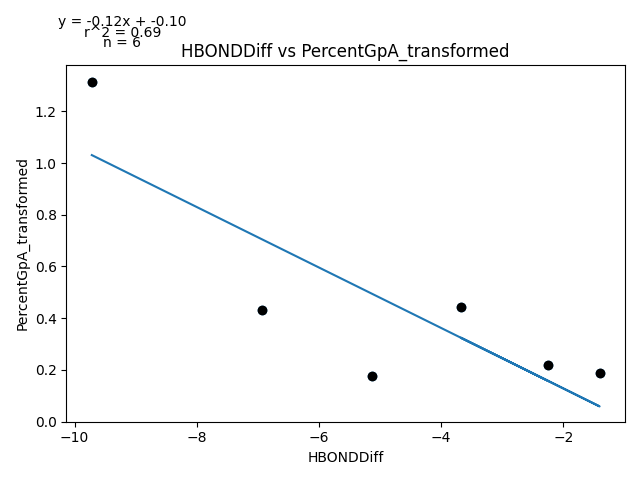 y = -0.12x + -0.10
r^2 = 0.69
n = 6
HBONDDiff vs PercentGpA_transformed
PercentGpA_transformed
1.2
1.0
0.8
0.6
0.4
0.2
0.0
−10
−8
−6
−4
−2
HBONDDiff